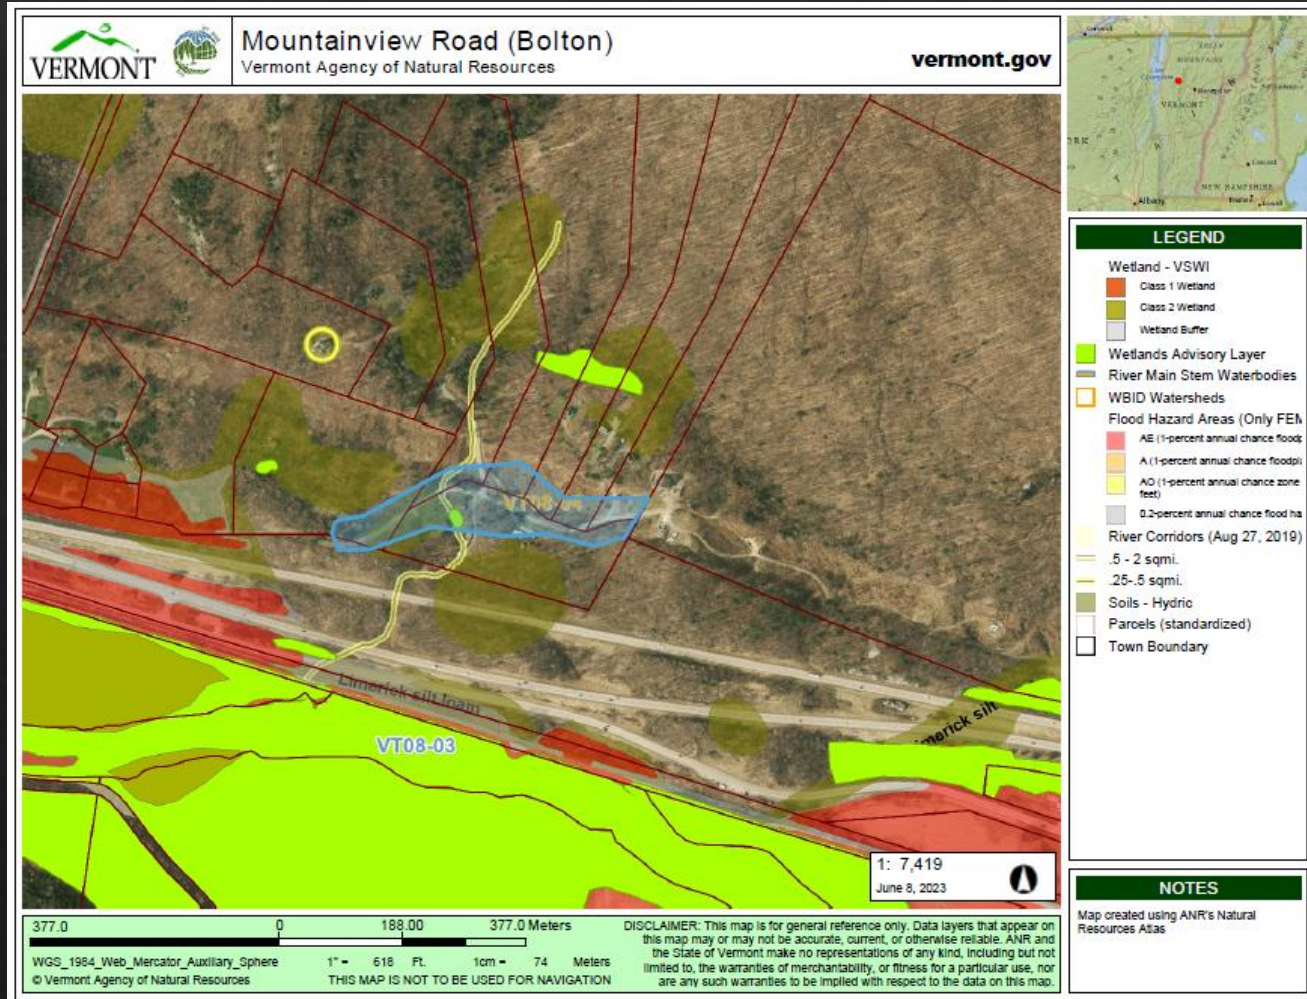 VERMONT
Mountainview Road (Bolton)
Vermont Agency of Natural Resources
vermont.gov
VERMONT
NEW HAMPSHIRE
Concord
Albany
LEGEND
Wetland - VSWI
Class 1 Wetland
Class 2 Wetland
Wetland Buffer
Wetlands Advisory Layer
River Main Stem Waterbodies
WBID Watersheds
Flood Hazard Areas (Only FEM
AE (1-percent annual chance floodp
A (1-percent annual chance floodpla
AO (1-percent annual chance zone
feet)
0.2-percent annual chance flood ha
River Corridors (Aug 27, 2019)
.5 - 2 sqmi.
.25-.5 sqmi.
Soils - Hydric
Parcels (standardized)
Town Boundary
Limerick silt loam
VT08-03
merick silt
1: 7,419
June 8, 2023
NOTES
Map created using ANR's Natural
Resources Atlas
377.0 0 188.00 377.0 Meters
WGS_1984_Web_Mercator_Auxiliary_Sphere 1" = 618 Ft. 1cm = 74 Meters
© Vermont Agency of Natural Resources THIS MAP IS NOT TO BE USED FOR NAVIGATION
DISCLAIMER: This map is for general reference only. Data layers that appear on
this map may or may not be accurate, current, or otherwise reliable. ANR and
the State of Vermont make no representations of any kind, including but not
limited to, the warranties of merchantability, or fitness for a particular use, nor
are any such warranties to be implied with respect to the data on this map.